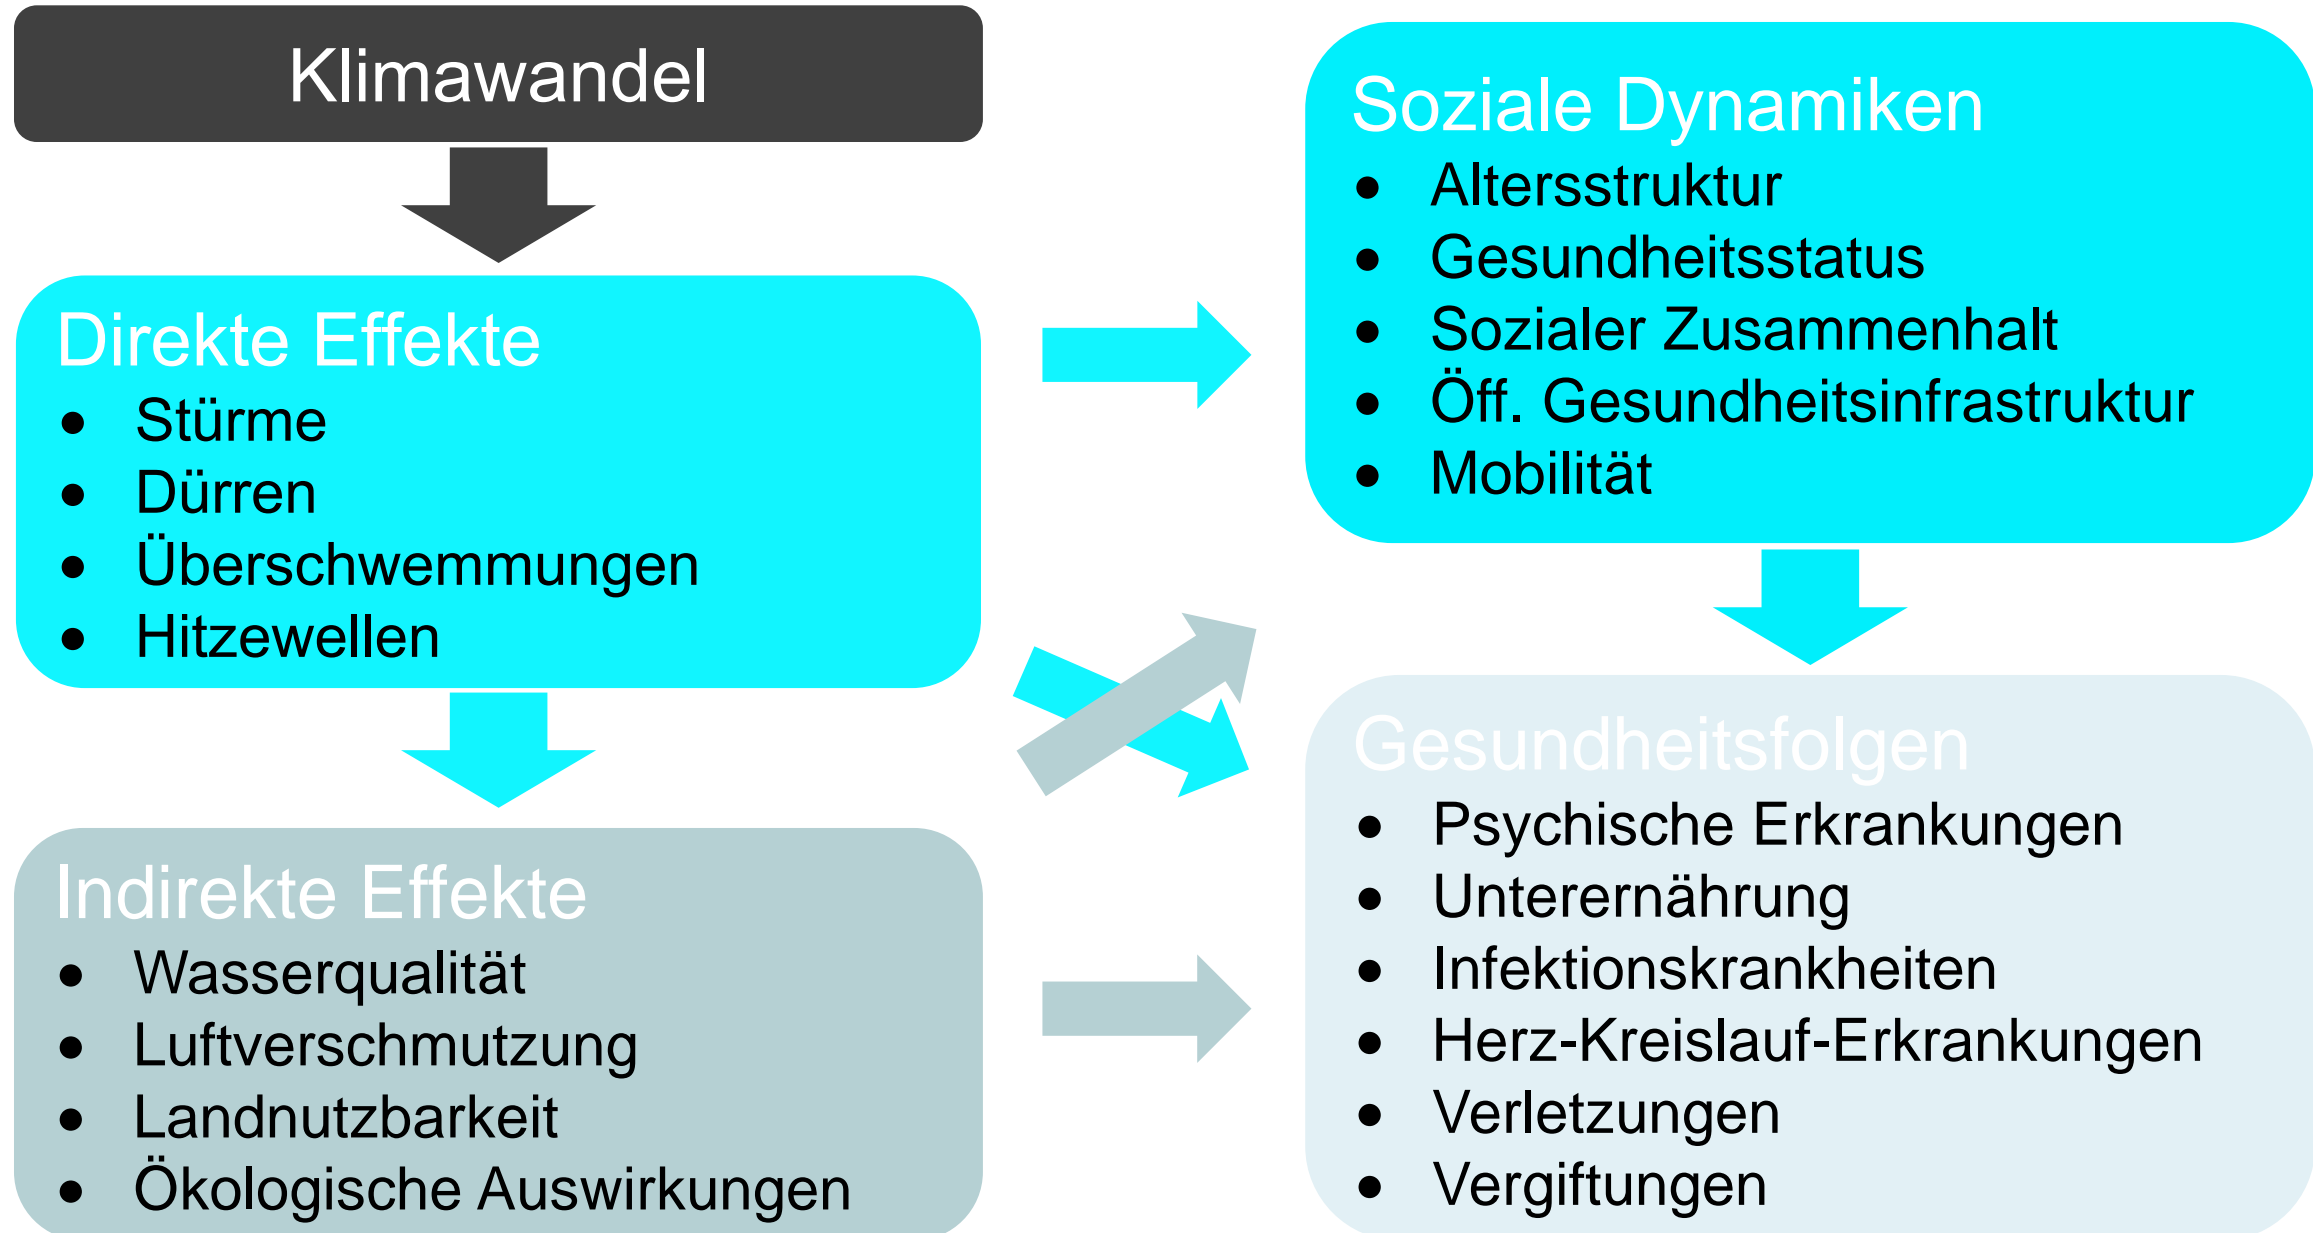 Klimawandel
Direkte Effekte
● Stürme
● Dürren
● Überschwemmungen
● Hitzewellen
Indirekte Effekte
● Wasserqualität
● Luftverschmutzung
● Landnutzbarkeit
● Ökologische Auswirkungen
Soziale Dynamiken
● Altersstruktur
● Gesundheitsstatus
● Sozialer Zusammenhalt
● Öff. Gesundheitsinfrastruktur
● Mobilität
Gesundheitsfolgen
● Psychische Erkrankungen
● Unterernährung
● Infektionskrankheiten
● Herz-Kreislauf-Erkrankungen
● Verletzungen
● Vergiftungen